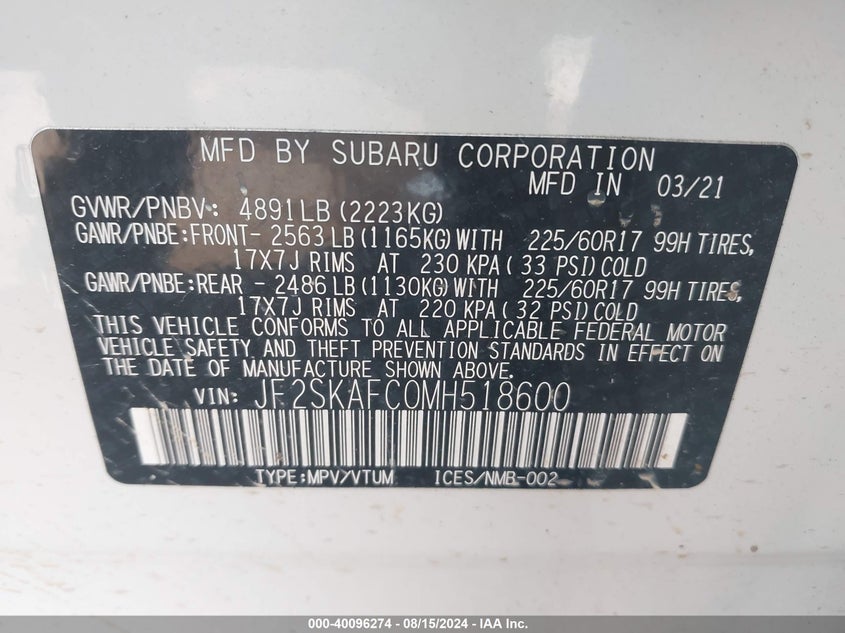 MFD BY SUBARU CORPORATION
MFD IN 03/21
GVWR/PNBV: 4891LB(2223KG)
GAWR/PNBE:FRONT- 2563LB(1165KG)WITH 225/60R17 99H TIRES,
17X7J RIMS AT 230 KPA( 33 PSI)COLD
GAWR/PNBE:REAR - 2486LB(1130KG)WITH 225/60R17 99H TIRES,
17X7J RIMS AT 220 KPA( 32 PSI)COLD
THIS VEHICLE CONFORMS TO ALL APPLICABLE FEDERAL MOTOR
VEHICLE SAFETY AND THEFT PREVENTION STANDARDS IN EFFECT ON
THE DATE OF MANUFACTURE SHOWN ABOVE.
VIN: JF2SKAFC0MH518600
TYPE:MPV/VTUM ICES/NMB-002
000-40096274 - 08/15/2024 - IAA Inc.